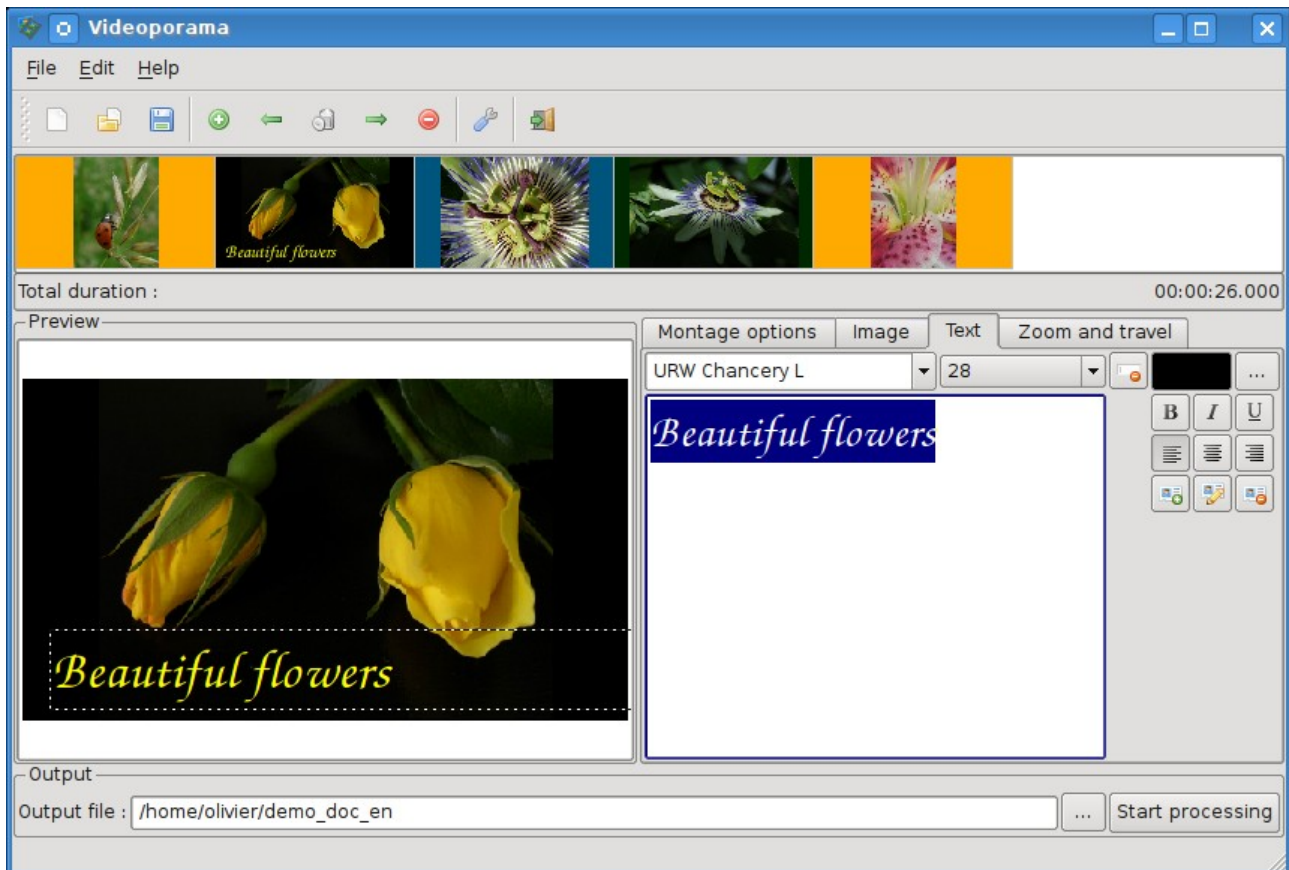 Videoporama
File Edit Help
Beautiful flowers
Total duration : 00:00:26.000
Preview
Montage options Image Text Zoom and travel
URW Chancery L 28 ...
B I U
Beautiful flowers
Beautiful flowers
Output
Output file : /home/olivier/demo_doc_en ... Start processing